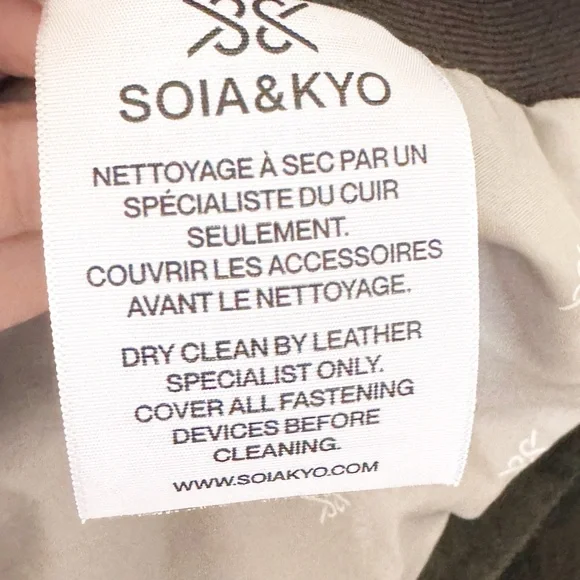 SOIA&KYO
NETTOYAGE À SEC PAR UN
SPÉCIALISTE DU CUIR
SEULEMENT.
COUVRIR LES ACCESSOIRES
AVANT LE NETTOYAGE.
DRY CLEAN BY LEATHER
SPECIALIST ONLY.
COVER ALL FASTENING
DEVICES BEFORE
CLEANING.
WWW.SOIAKYO.COM